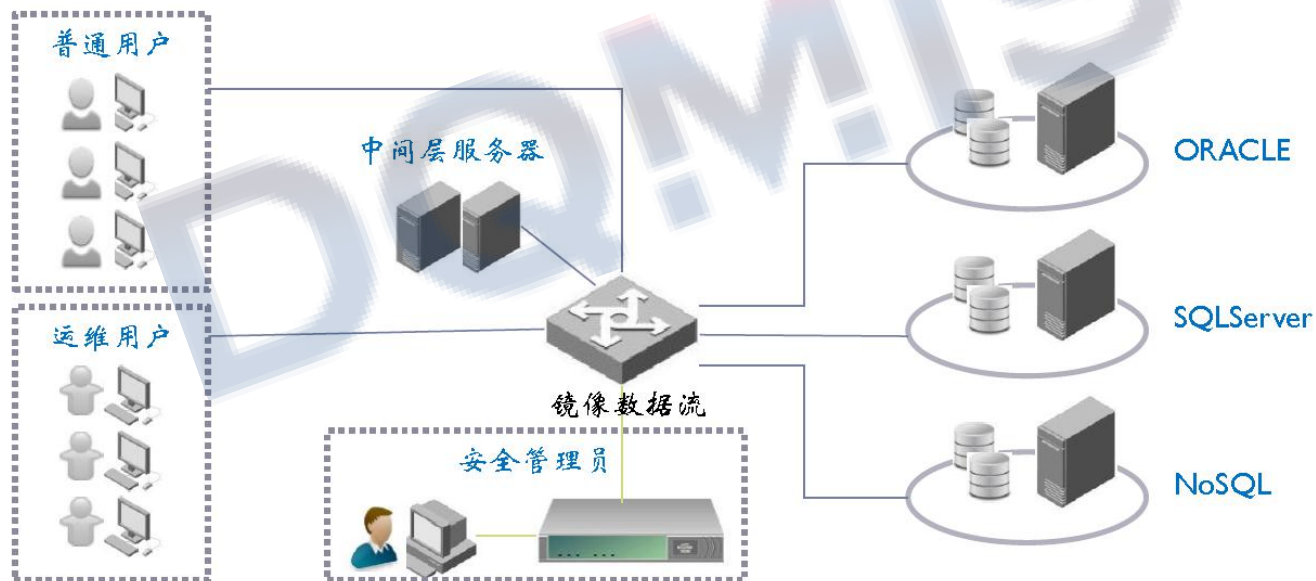 普通用户
中间层服务器
ORACLE
SQLServer
运维用户
镜像数据流
安全管理员
NoSQL
DQMIS